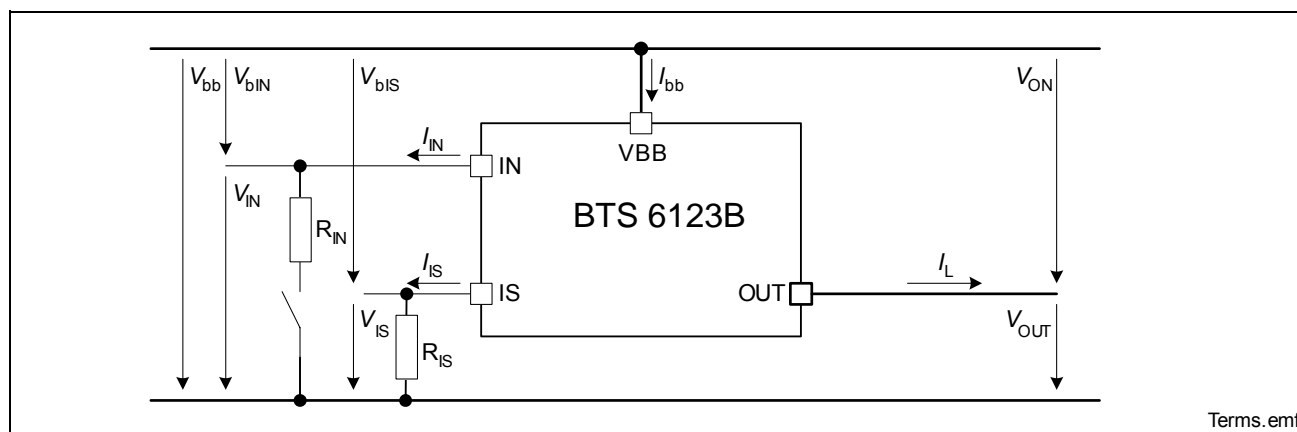 Vbb
VbIN
VbIS
Ibb
VON
VBB
IIN
IN
VIN
BTS 6123B
RIN
IIS
IS
OUT
IL
VIS
RIS
VOUT
Terms.emf